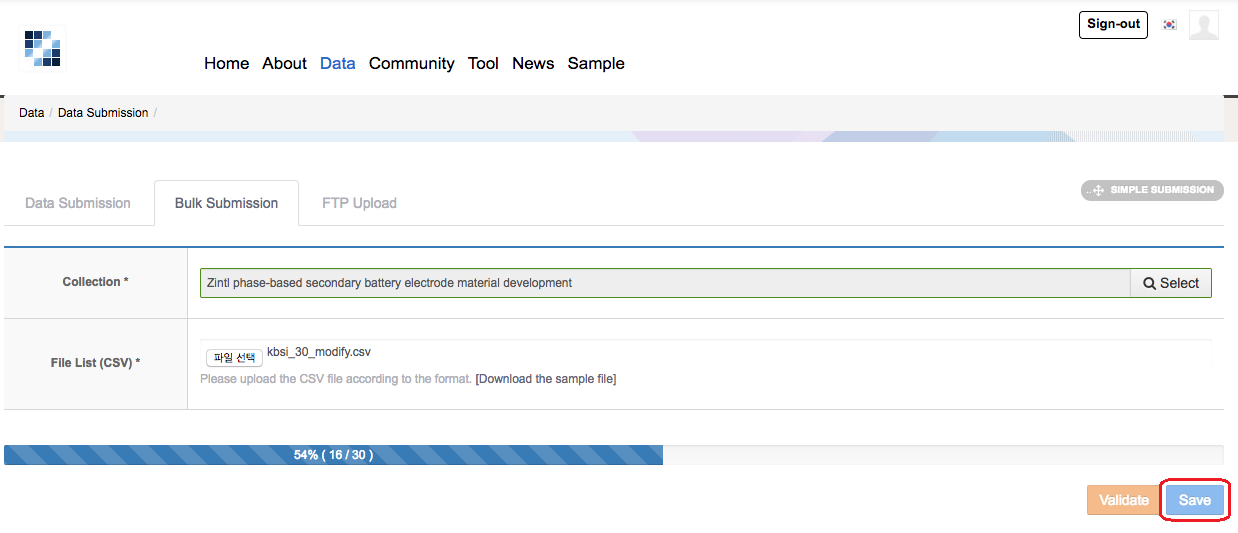 Sign-out
Home About Data Community Tool News Sample
Data / Data Submission /
Data Submission Bulk Submission FTP Upload
SIMPLE SUBMISSION
Collection * Zintl phase-based secondary battery electrode material development Select
File List (CSV) * 파일 선택 kbsi_30_modify.csv
Please upload the CSV file according to the format. [Download the sample file]
54% ( 16 / 30 )
Validate Save